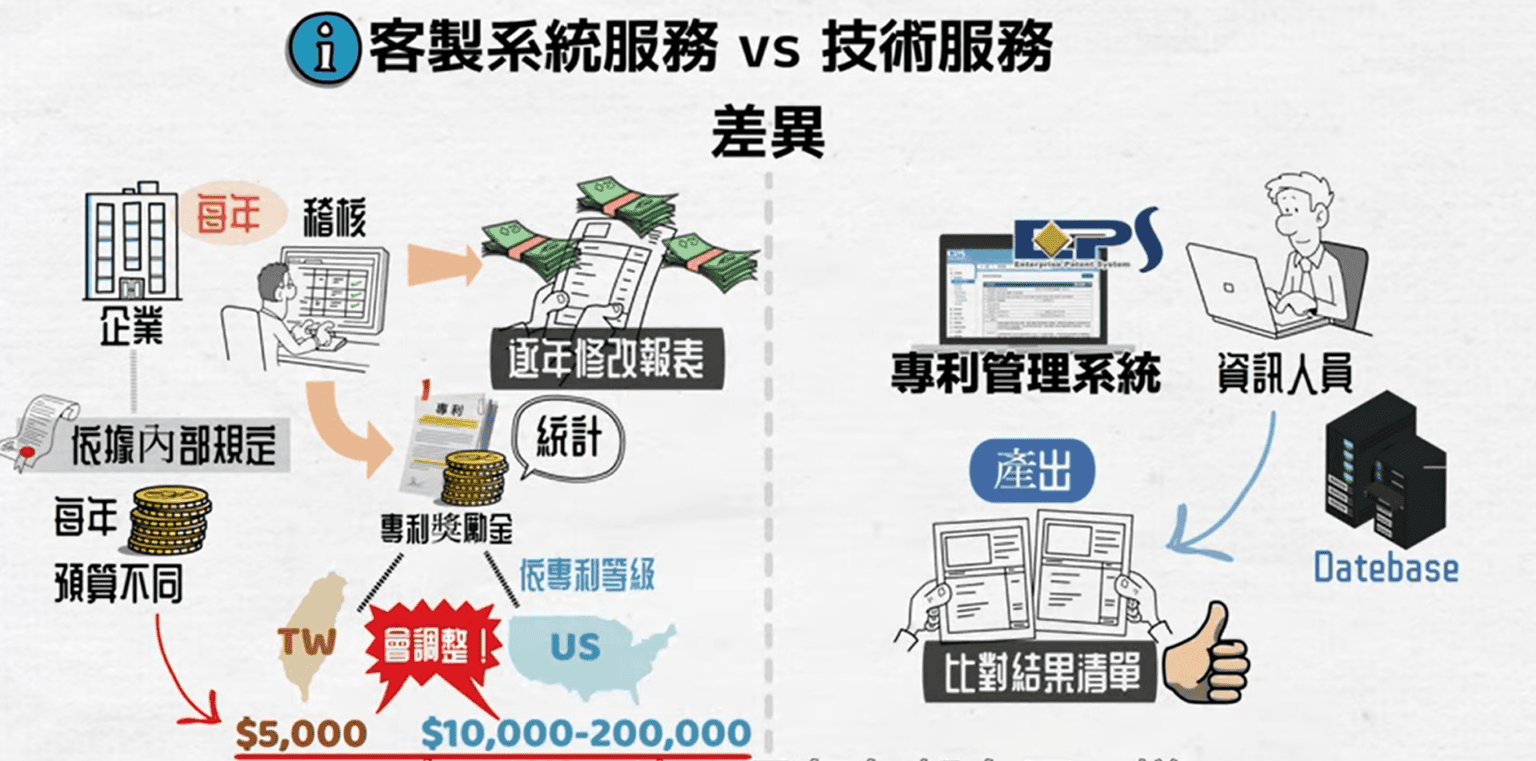 客製系統服務 vs 技術服務
差異
每年
稽核
企業
逐年修改報表
依據內部規定
專利
統計
每年
預算不同
專利獎勵金
依專利等級
TW
會調整！
US
$5,000
$10,000-200,000
EPS
Enterprise Patent System
專利管理系統
資訊人員
產出
Datebase
比對結果清單